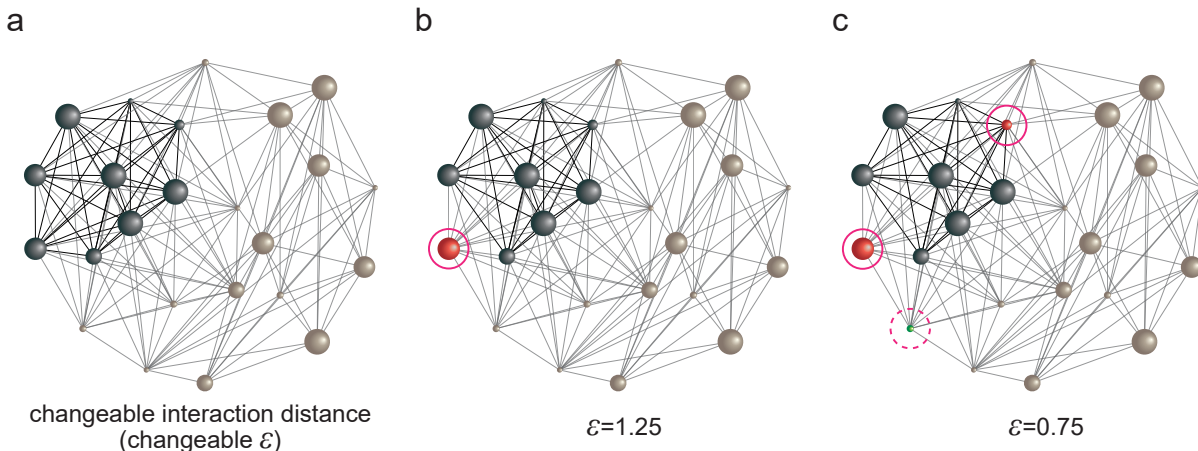 a
b
c
changeable interaction distance
(changeable ε)
ε=1.25
ε=0.75